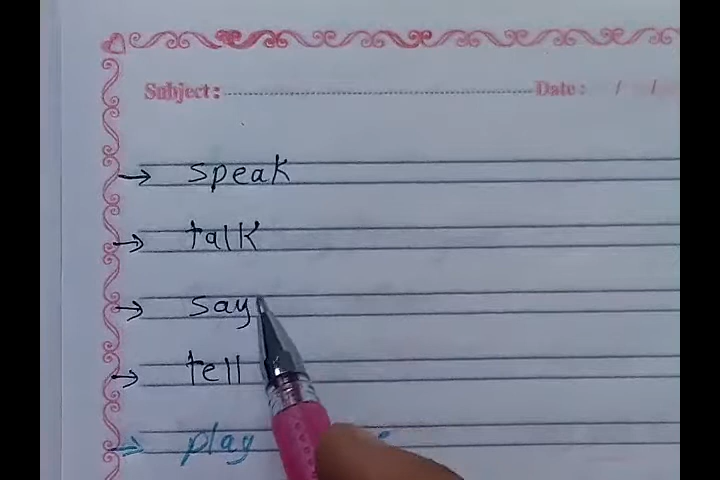 Subject: Date: / /
→ speak
→ talk
→ say
→ tell
→ play